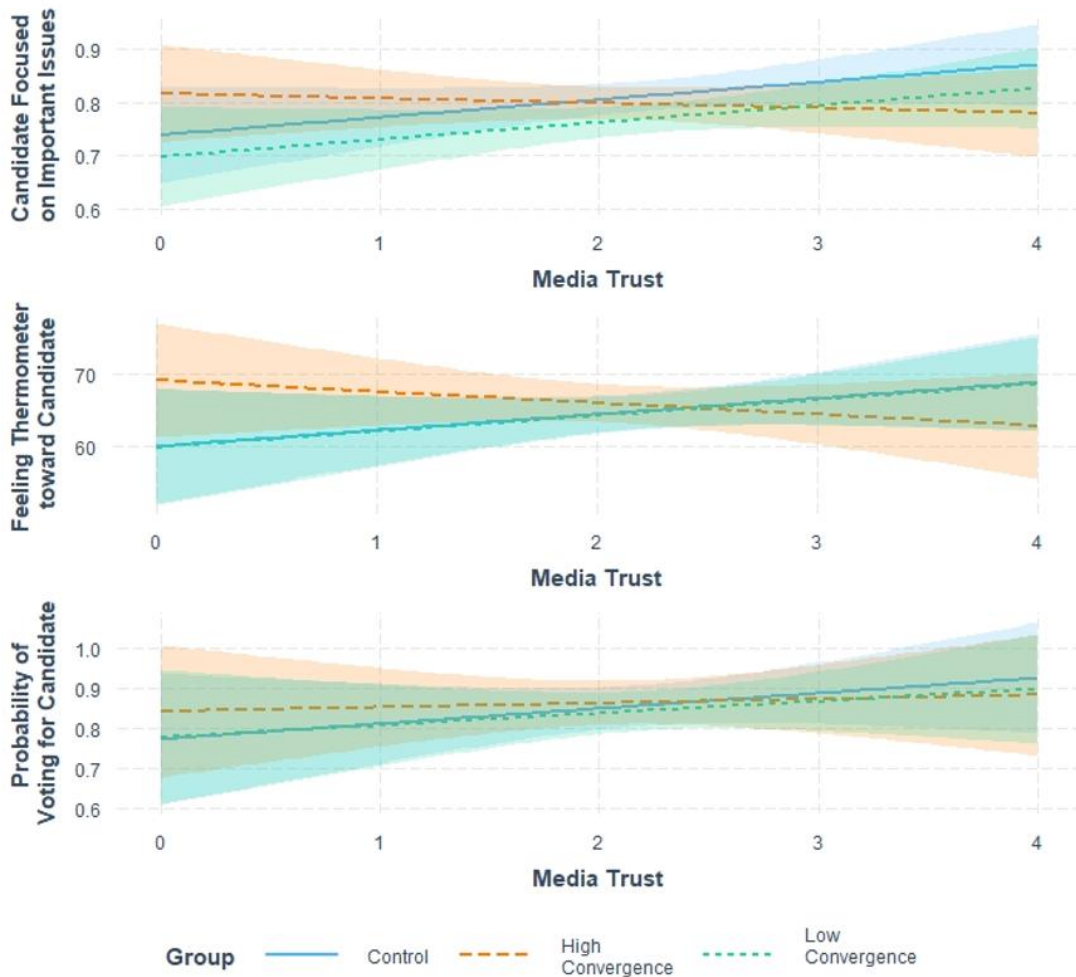 Candidate Focused
on Important Issues
0.9
0.8
0.7
0.6
0 1 2 3 4
Media Trust
Feeling Thermometer
toward Candidate
70
60
0 1 2 3 4
Media Trust
Probability of
Voting for Candidate
1.0
0.9
0.8
0.7
0.6
0 1 2 3 4
Media Trust
Group Control High Convergence Low Convergence